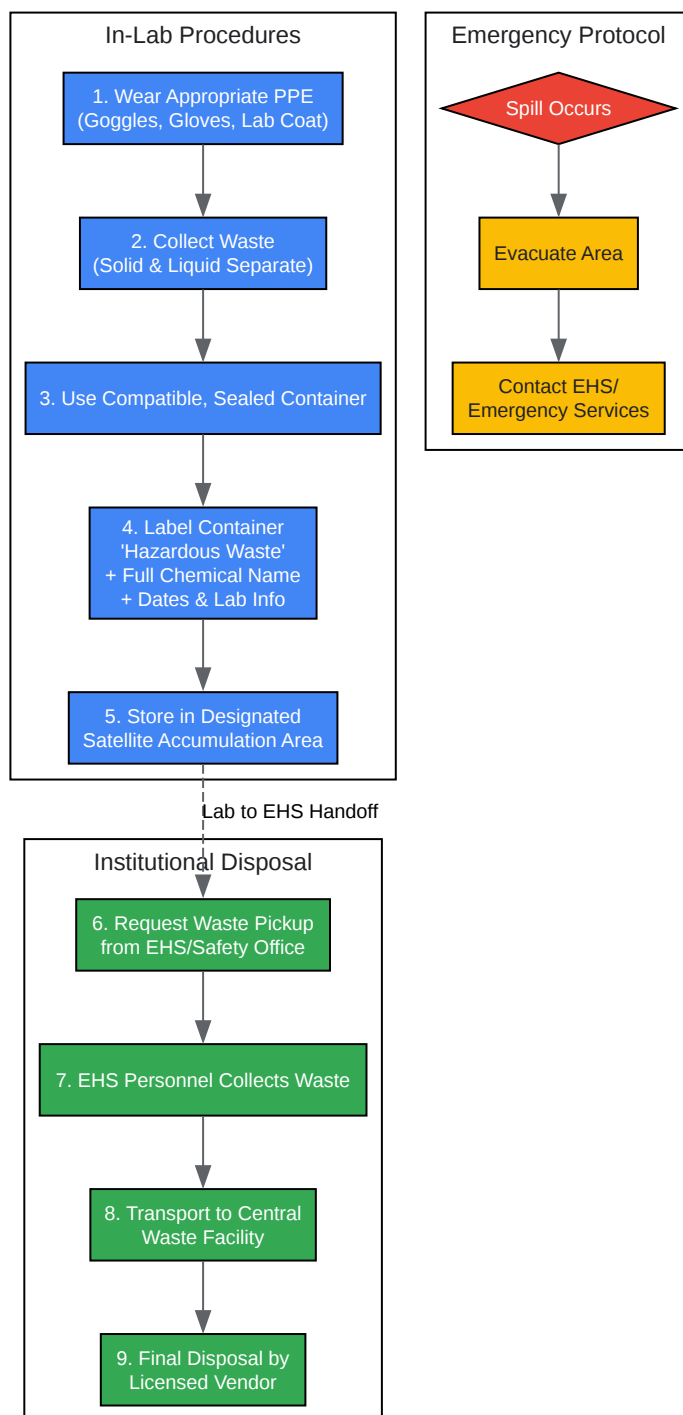 In-Lab Procedures
1. Wear Appropriate PPE
(Goggles, Gloves, Lab Coat)
2. Collect Waste
(Solid & Liquid Separate)
3. Use Compatible, Sealed Container
4. Label Container
'Hazardous Waste'
+ Full Chemical Name
+ Dates & Lab Info
5. Store in Designated
Satellite Accumulation Area
Lab to EHS Handoff
Institutional Disposal
6. Request Waste Pickup
from EHS/Safety Office
7. EHS Personnel Collects Waste
8. Transport to Central
Waste Facility
9. Final Disposal by
Licensed Vendor
Emergency Protocol
Spill Occurs
Evacuate Area
Contact EHS/
Emergency Services